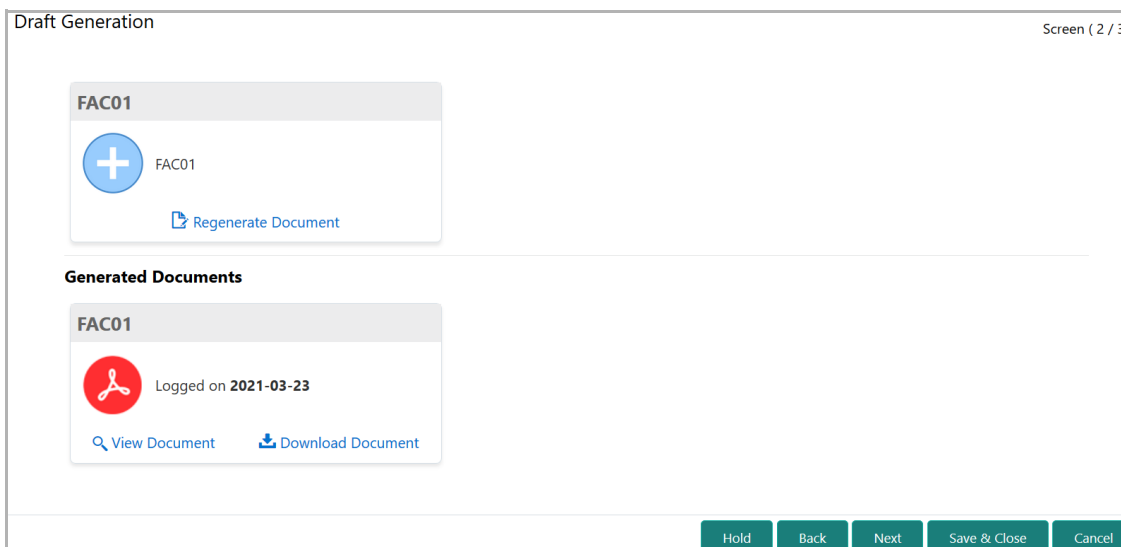 Draft Generation
Screen ( 2 / 3
FAC01
FAC01
Regenerate Document
Generated Documents
FAC01
Logged on 2021-03-23
View Document Download Document
Hold Back Next Save & Close Cancel